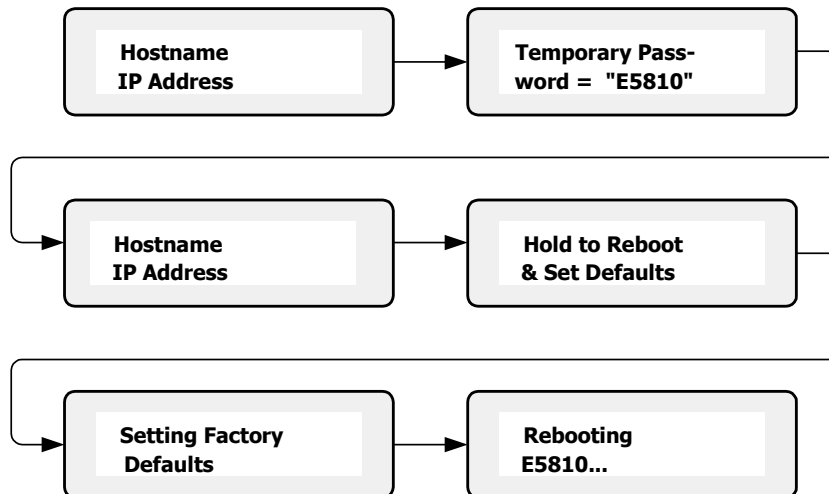 Hostname
IP Address
Temporary Pass-
word = "E5810"
Hostname
IP Address
Hold to Reboot
& Set Defaults
Setting Factory
Defaults
Rebooting
E5810...